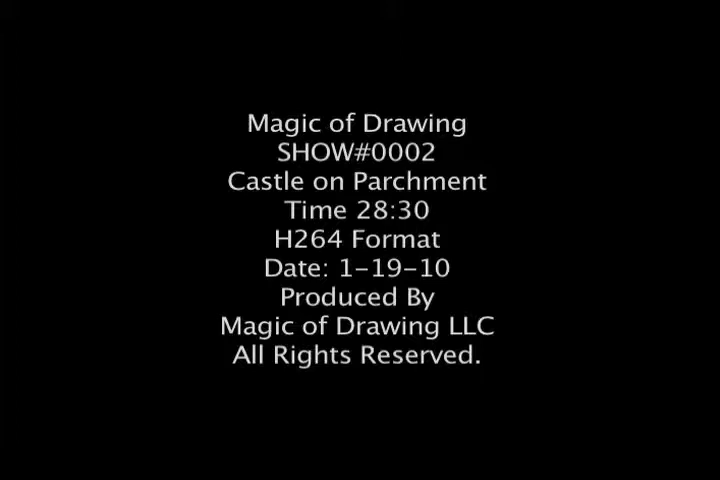 Magic of Drawing
SHOW#0002
Castle on Parchment
Time 28:30
H264 Format
Date: 1-19-10
Produced By
Magic of Drawing LLC
All Rights Reserved.